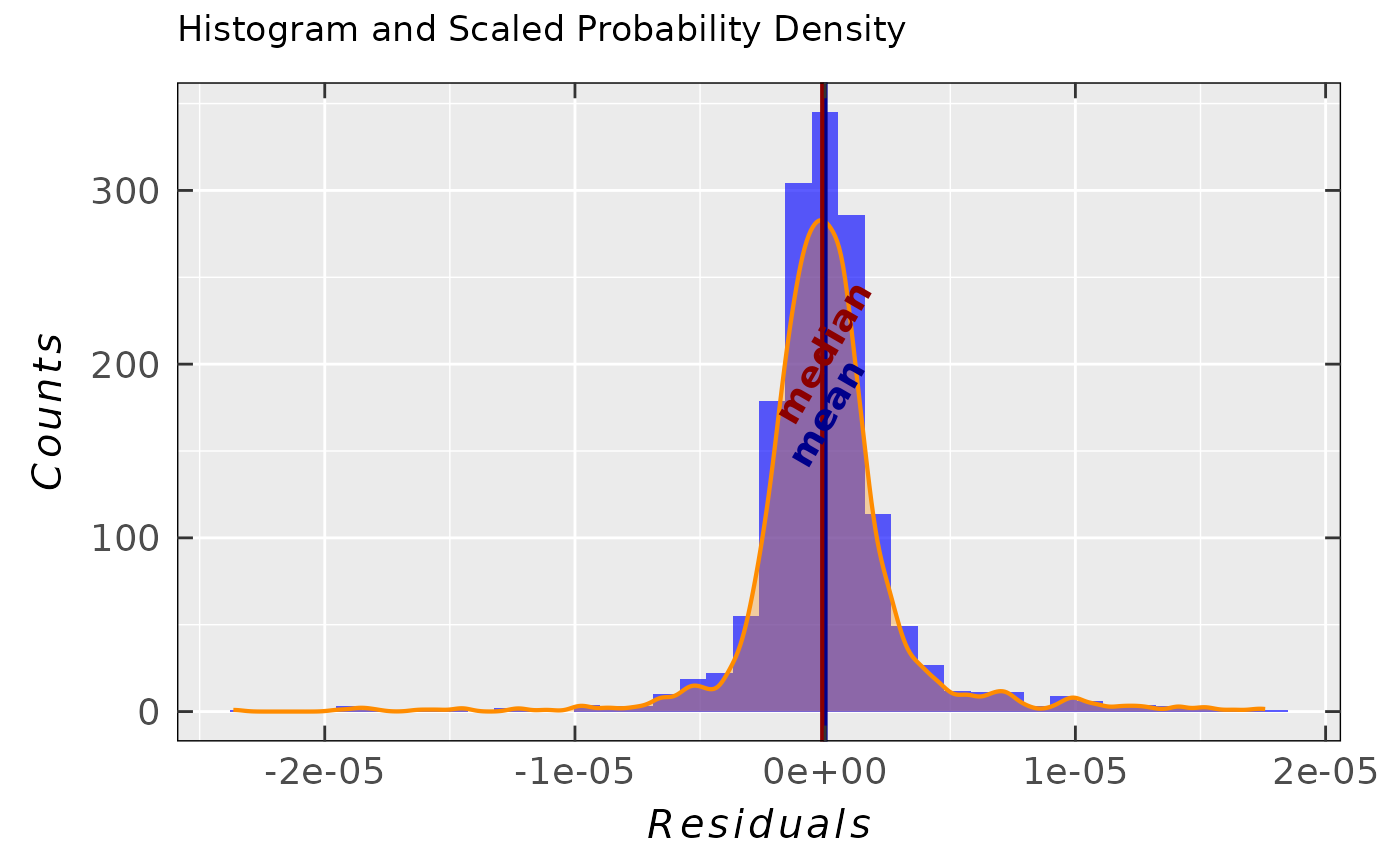 Histogram and Scaled Probability Density
300
200
100
0
Counts
median
mean
-2e-05 -1e-05 0e+00 1e-05 2e-05
Residuals